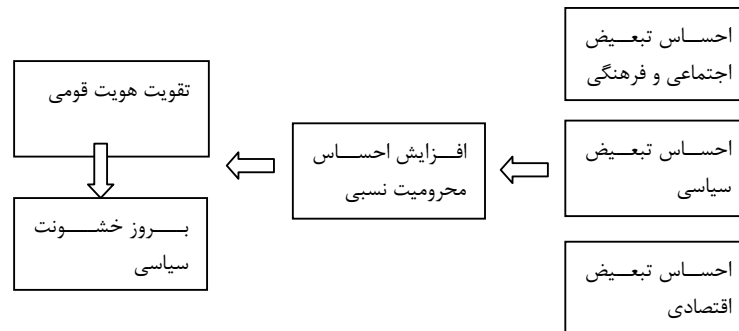 احساس تبعیض
اجتماعی و فرهنگی
احساس تبعیض
سیاسی
احساس تبعیض
اقتصادی
افزایش احساس
محرومیت نسبی
تقویت هویت قومی
بروز خشونت
سیاسی